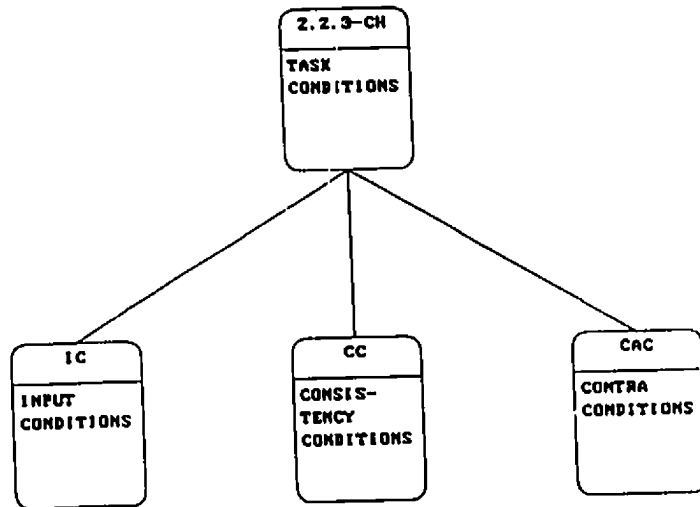 2.2.3-CH
TASK
CONDITIONS
IC
INPUT
CONDITIONS
CC
CONSIS-
TENCY
CONDITIONS
CAC
CONTRA
CONDITIONS